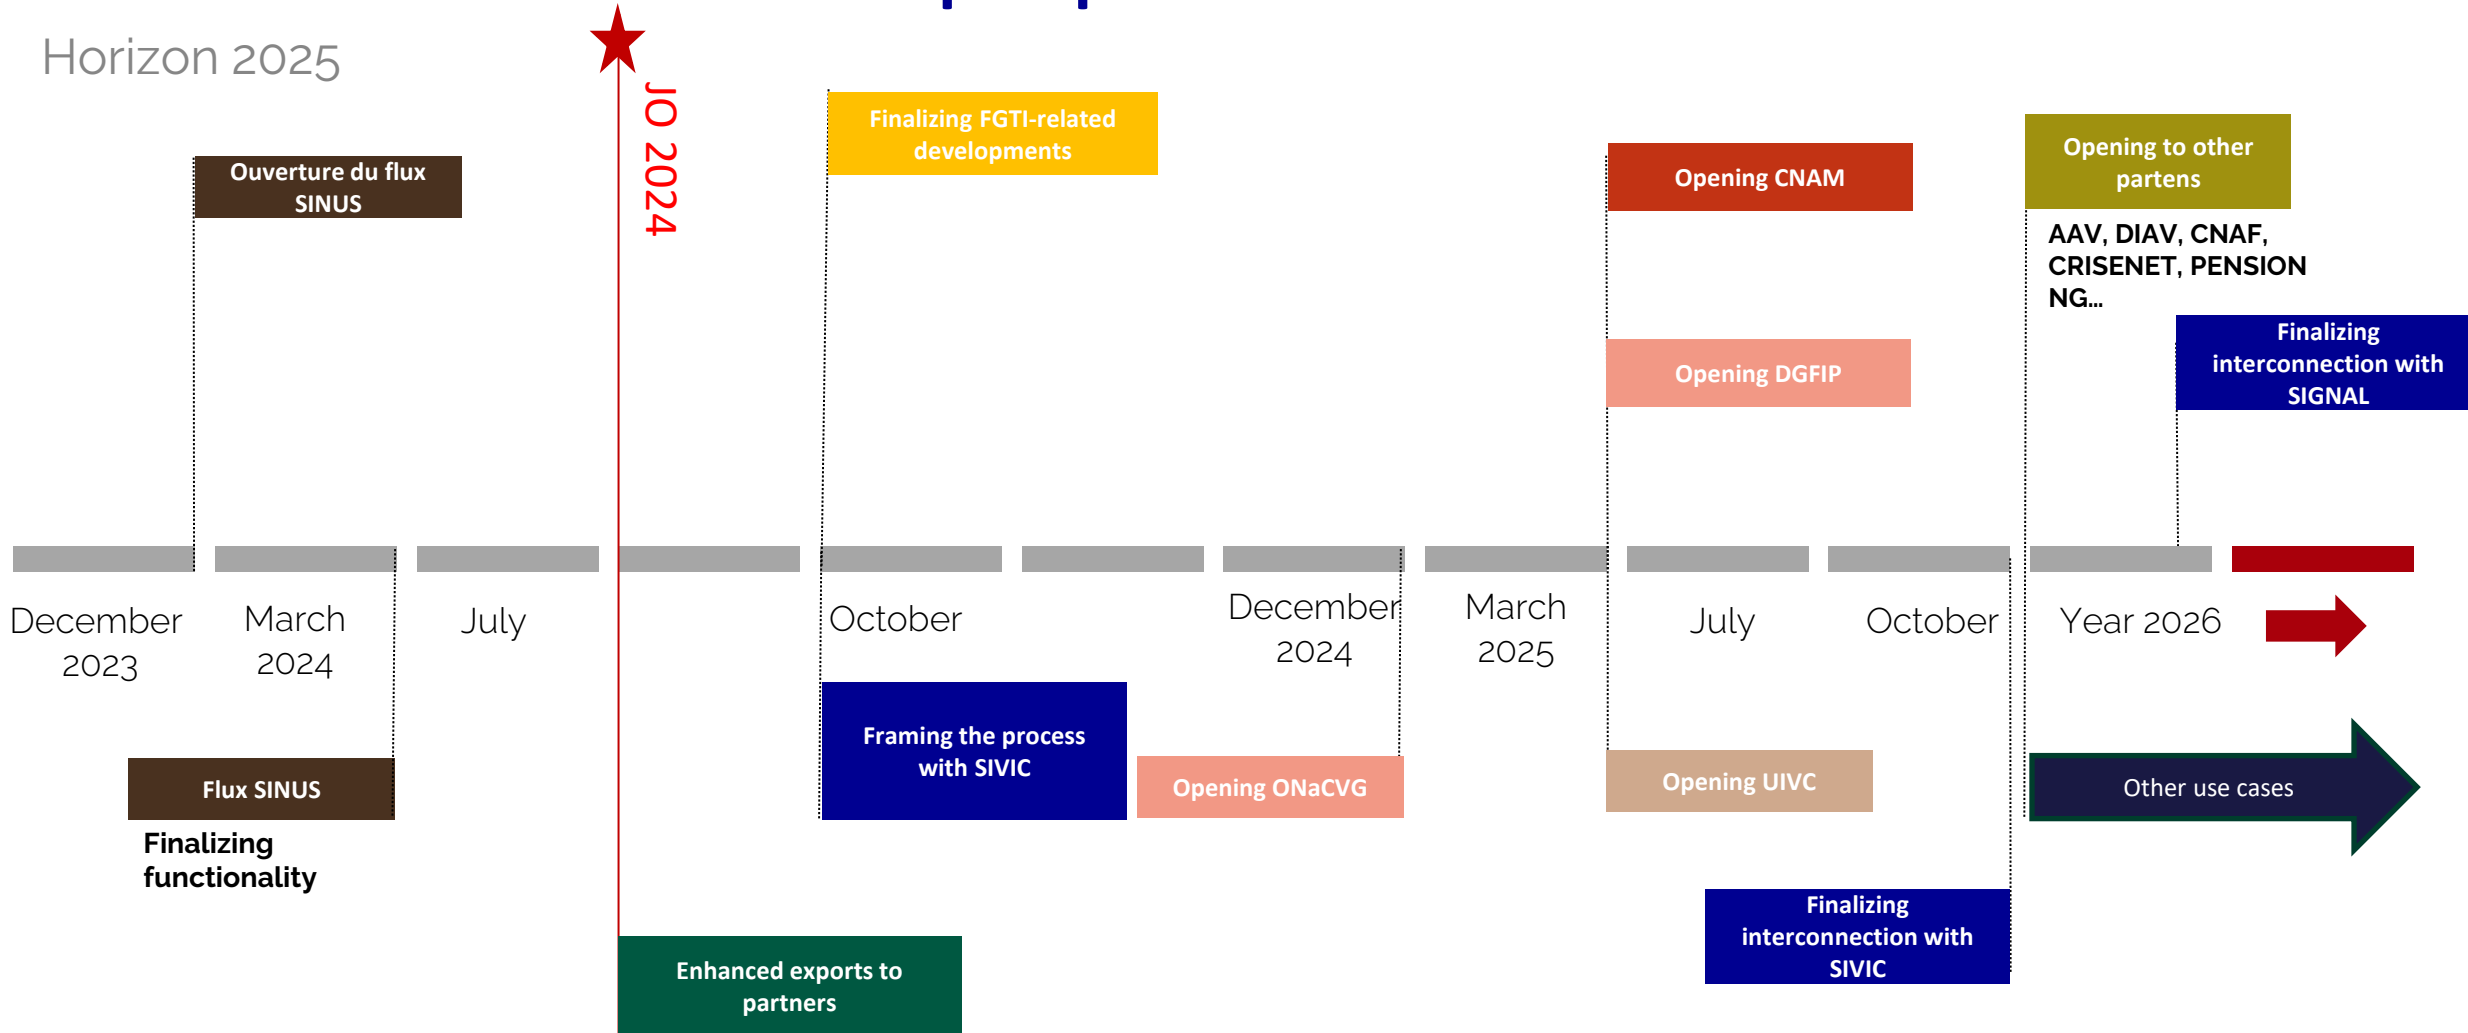 Horizon 2025
JO 2024
Ouverture du flux
SINUS
Finalizing FGTI-related
developments
Opening CNAM
Opening DGFIP
Opening to other
partens
AAV, DIAV, CNAF,
CRISENET, PENSION
NG...
Finalizing
interconnection with
SIGNAL
December
2023
March
2024
July
October
December
2024
March
2025
July
October
Year 2026
Flux SINUS
Finalizing
functionality
Framing the process
with SIVIC
Opening ONaCVG
Opening UIVC
Other use cases
Finalizing
interconnection with
SIVIC
Enhanced exports to
partners